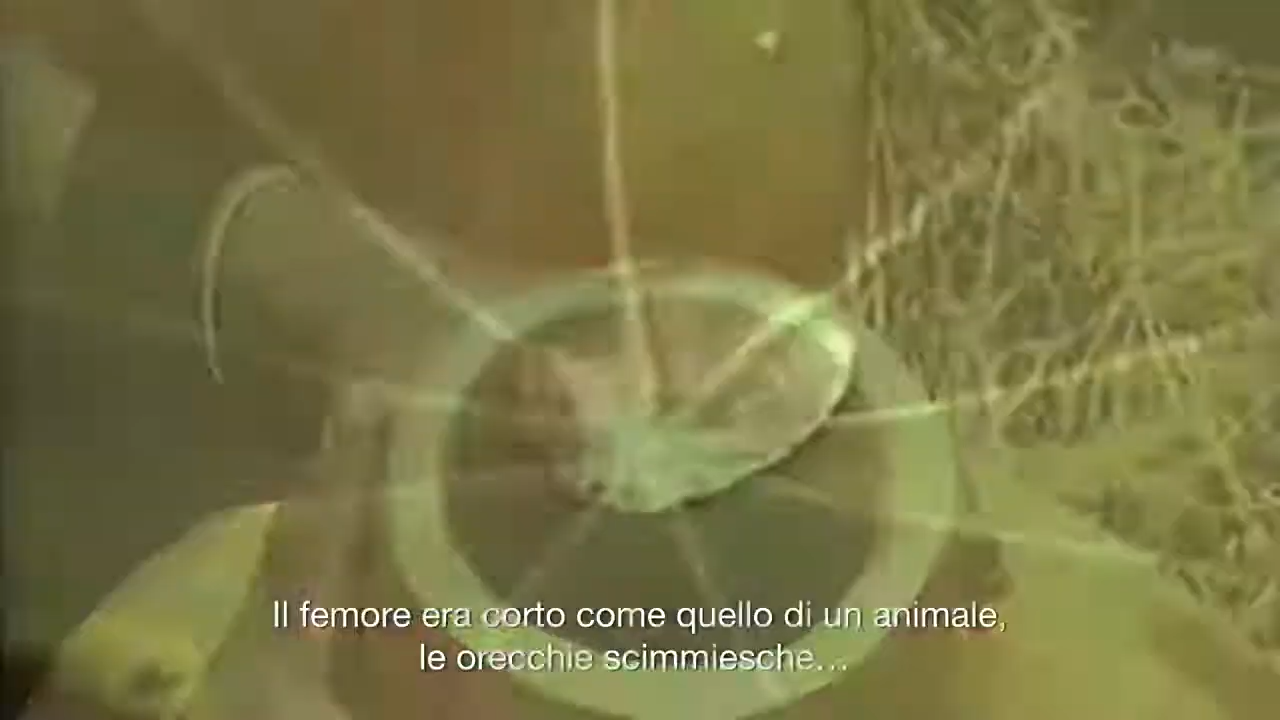 Il femore era corto come quello di un animale,
le orecchie scimmiesche...